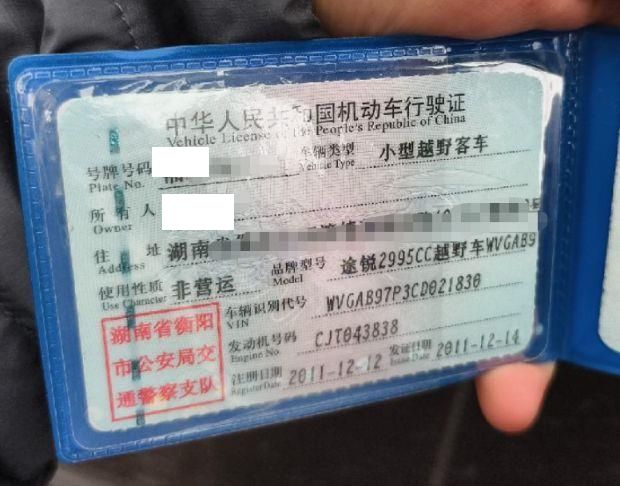 中华人民共和国机动车行驶证
Vehicle License of the People's Republic of China
号牌号码
Plate No.
车辆类型 小型越野客车
Vehicle Type
所有人
Owner
住址 湖南
Address
使用性质 非营运
Use Character
品牌型号 途锐2995CC越野车WVGAB9
Model
车辆识别代号 WVGAB97P3CD021830
VIN
发动机号码 CJT043838
Engine No.
注册日期 2011-12-12 发证日期 2011-12-14
Register Date Issue Date
湖南省衡阳
市公安局交
通警察支队